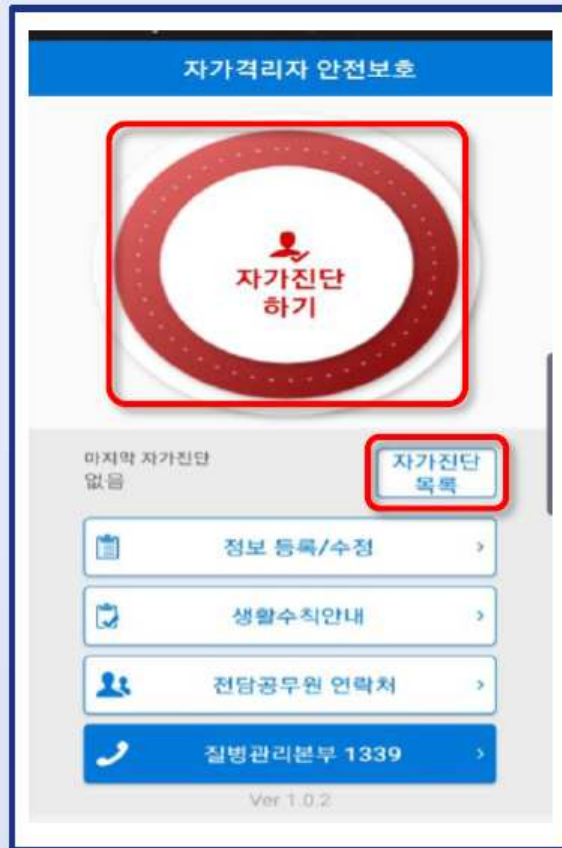 자가격리자 안전보호
자가진단
하기
마지막 자가진단
없음
자가진단
목록
정보 등록/수정
생활수칙안내
전담공무원 연락처
질병관리본부 1339
Ver 1.0.2